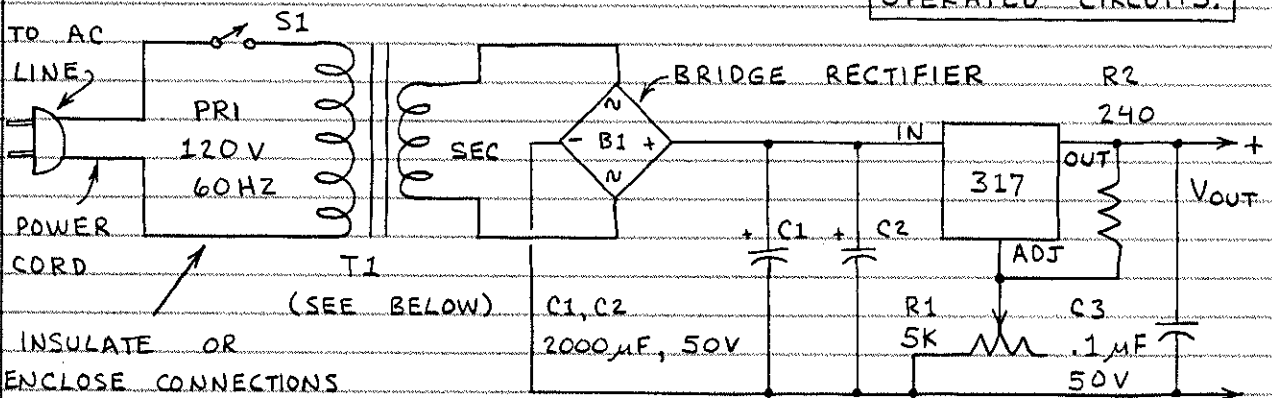 OPERATED CIRCUITS.
TO AC
LINE
S1
PRI
120 V
60 HZ
POWER
CORD
T1
(SEE BELOW)
INSULATE OR
ENCLOSE CONNECTIONS
SEC
BRIDGE RECTIFIER
~
- B1 +
~
C1, C2
2000 µF, 50V
+ C1
+ C2
IN
317
OUT
ADJ
R2
240
+
VOUT
R1
5K
C3
.1 µF
50V